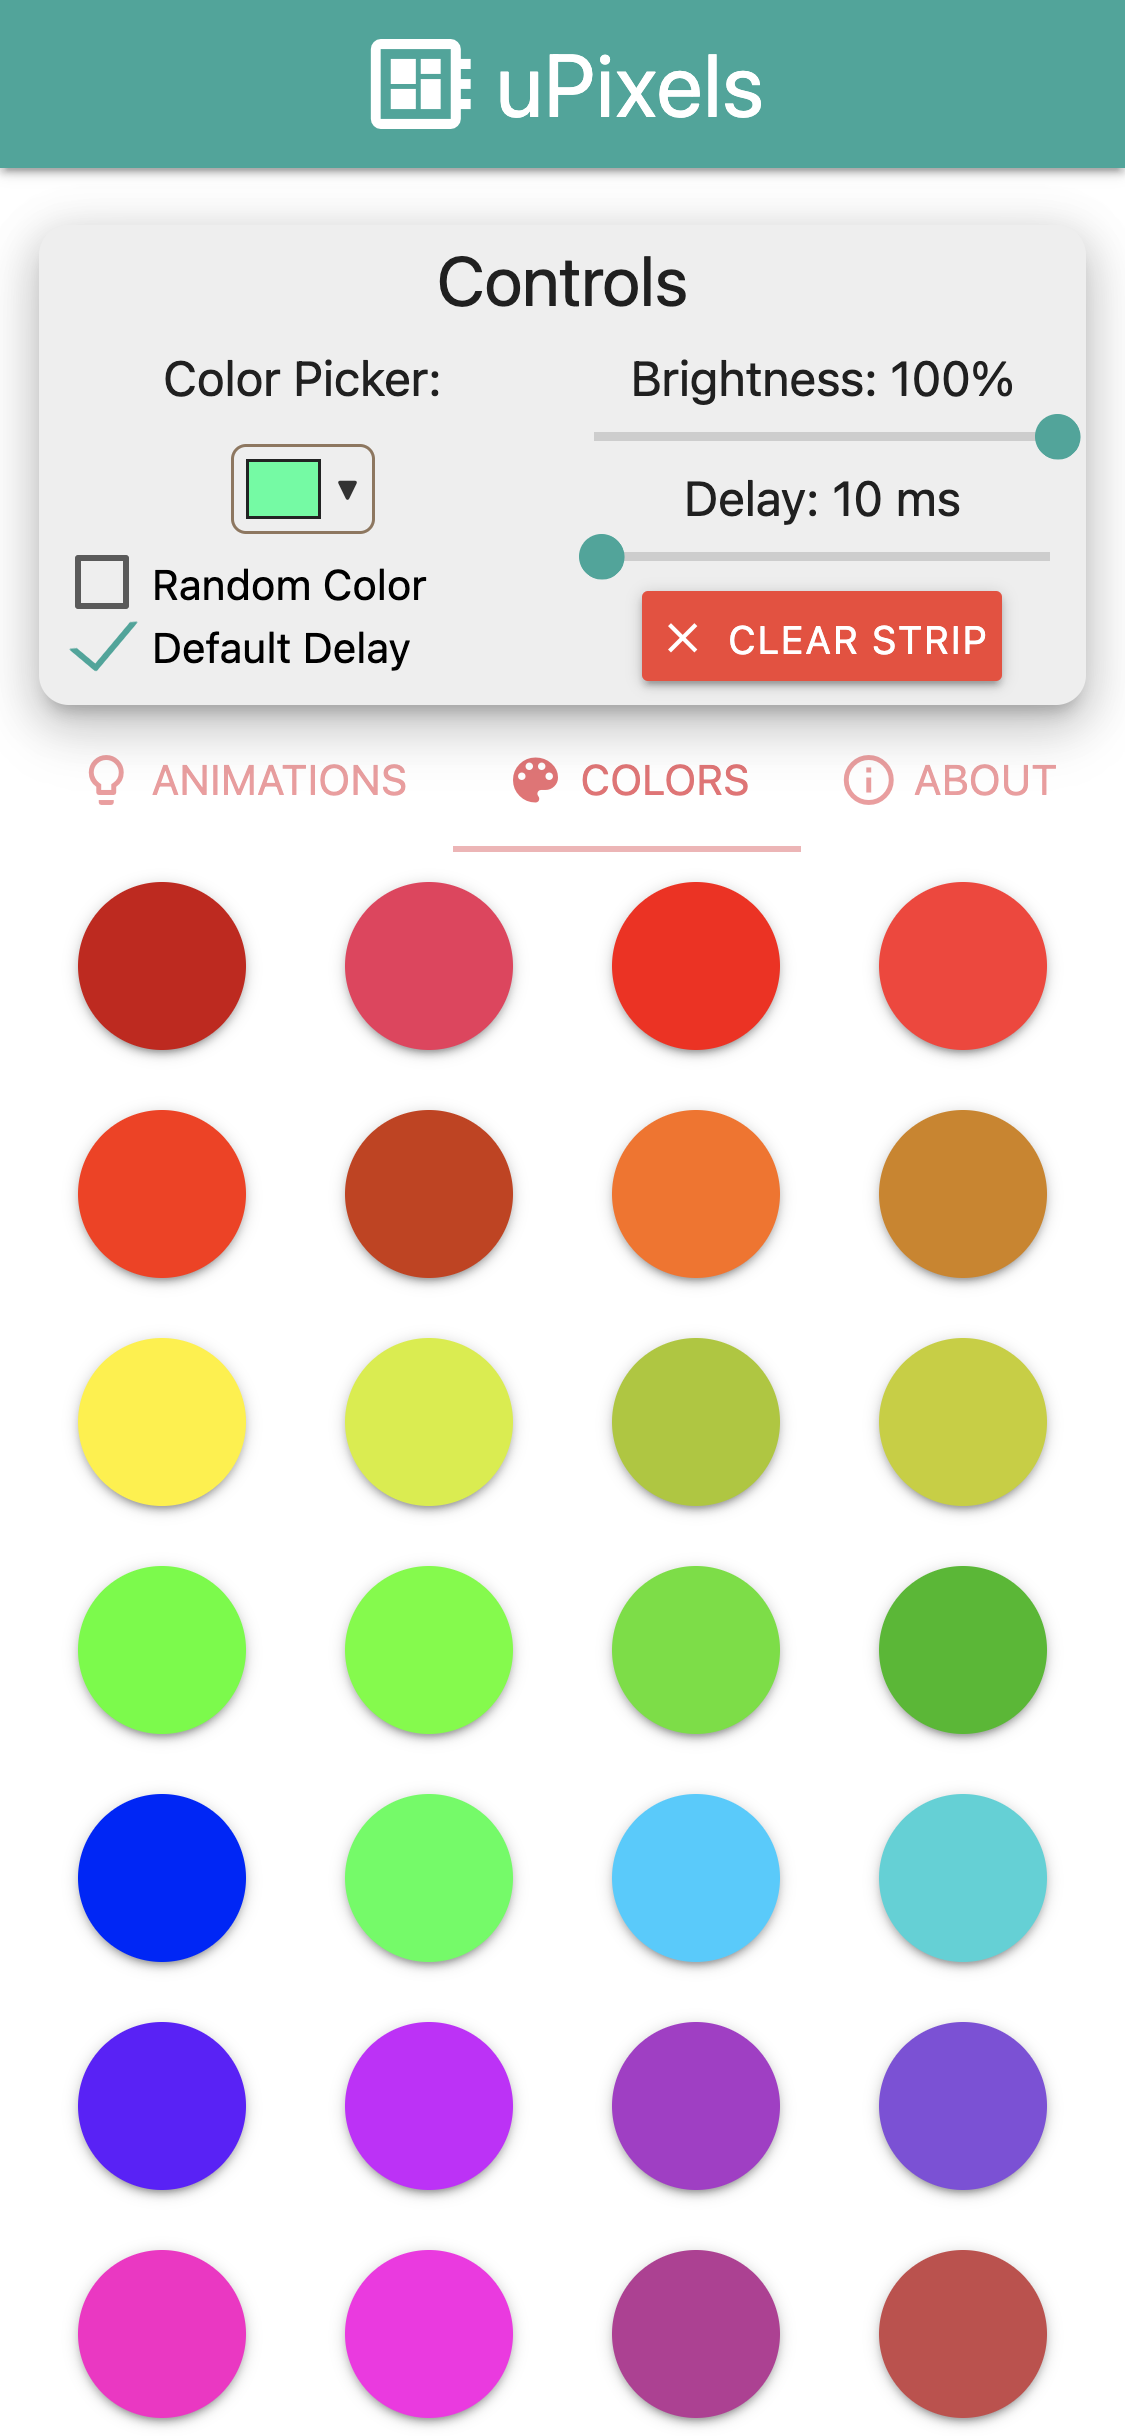 uPixels
Controls
Color Picker:
Brightness: 100%
Delay: 10 ms
Random Color
Default Delay
CLEAR STRIP
ANIMATIONS
COLORS
ABOUT